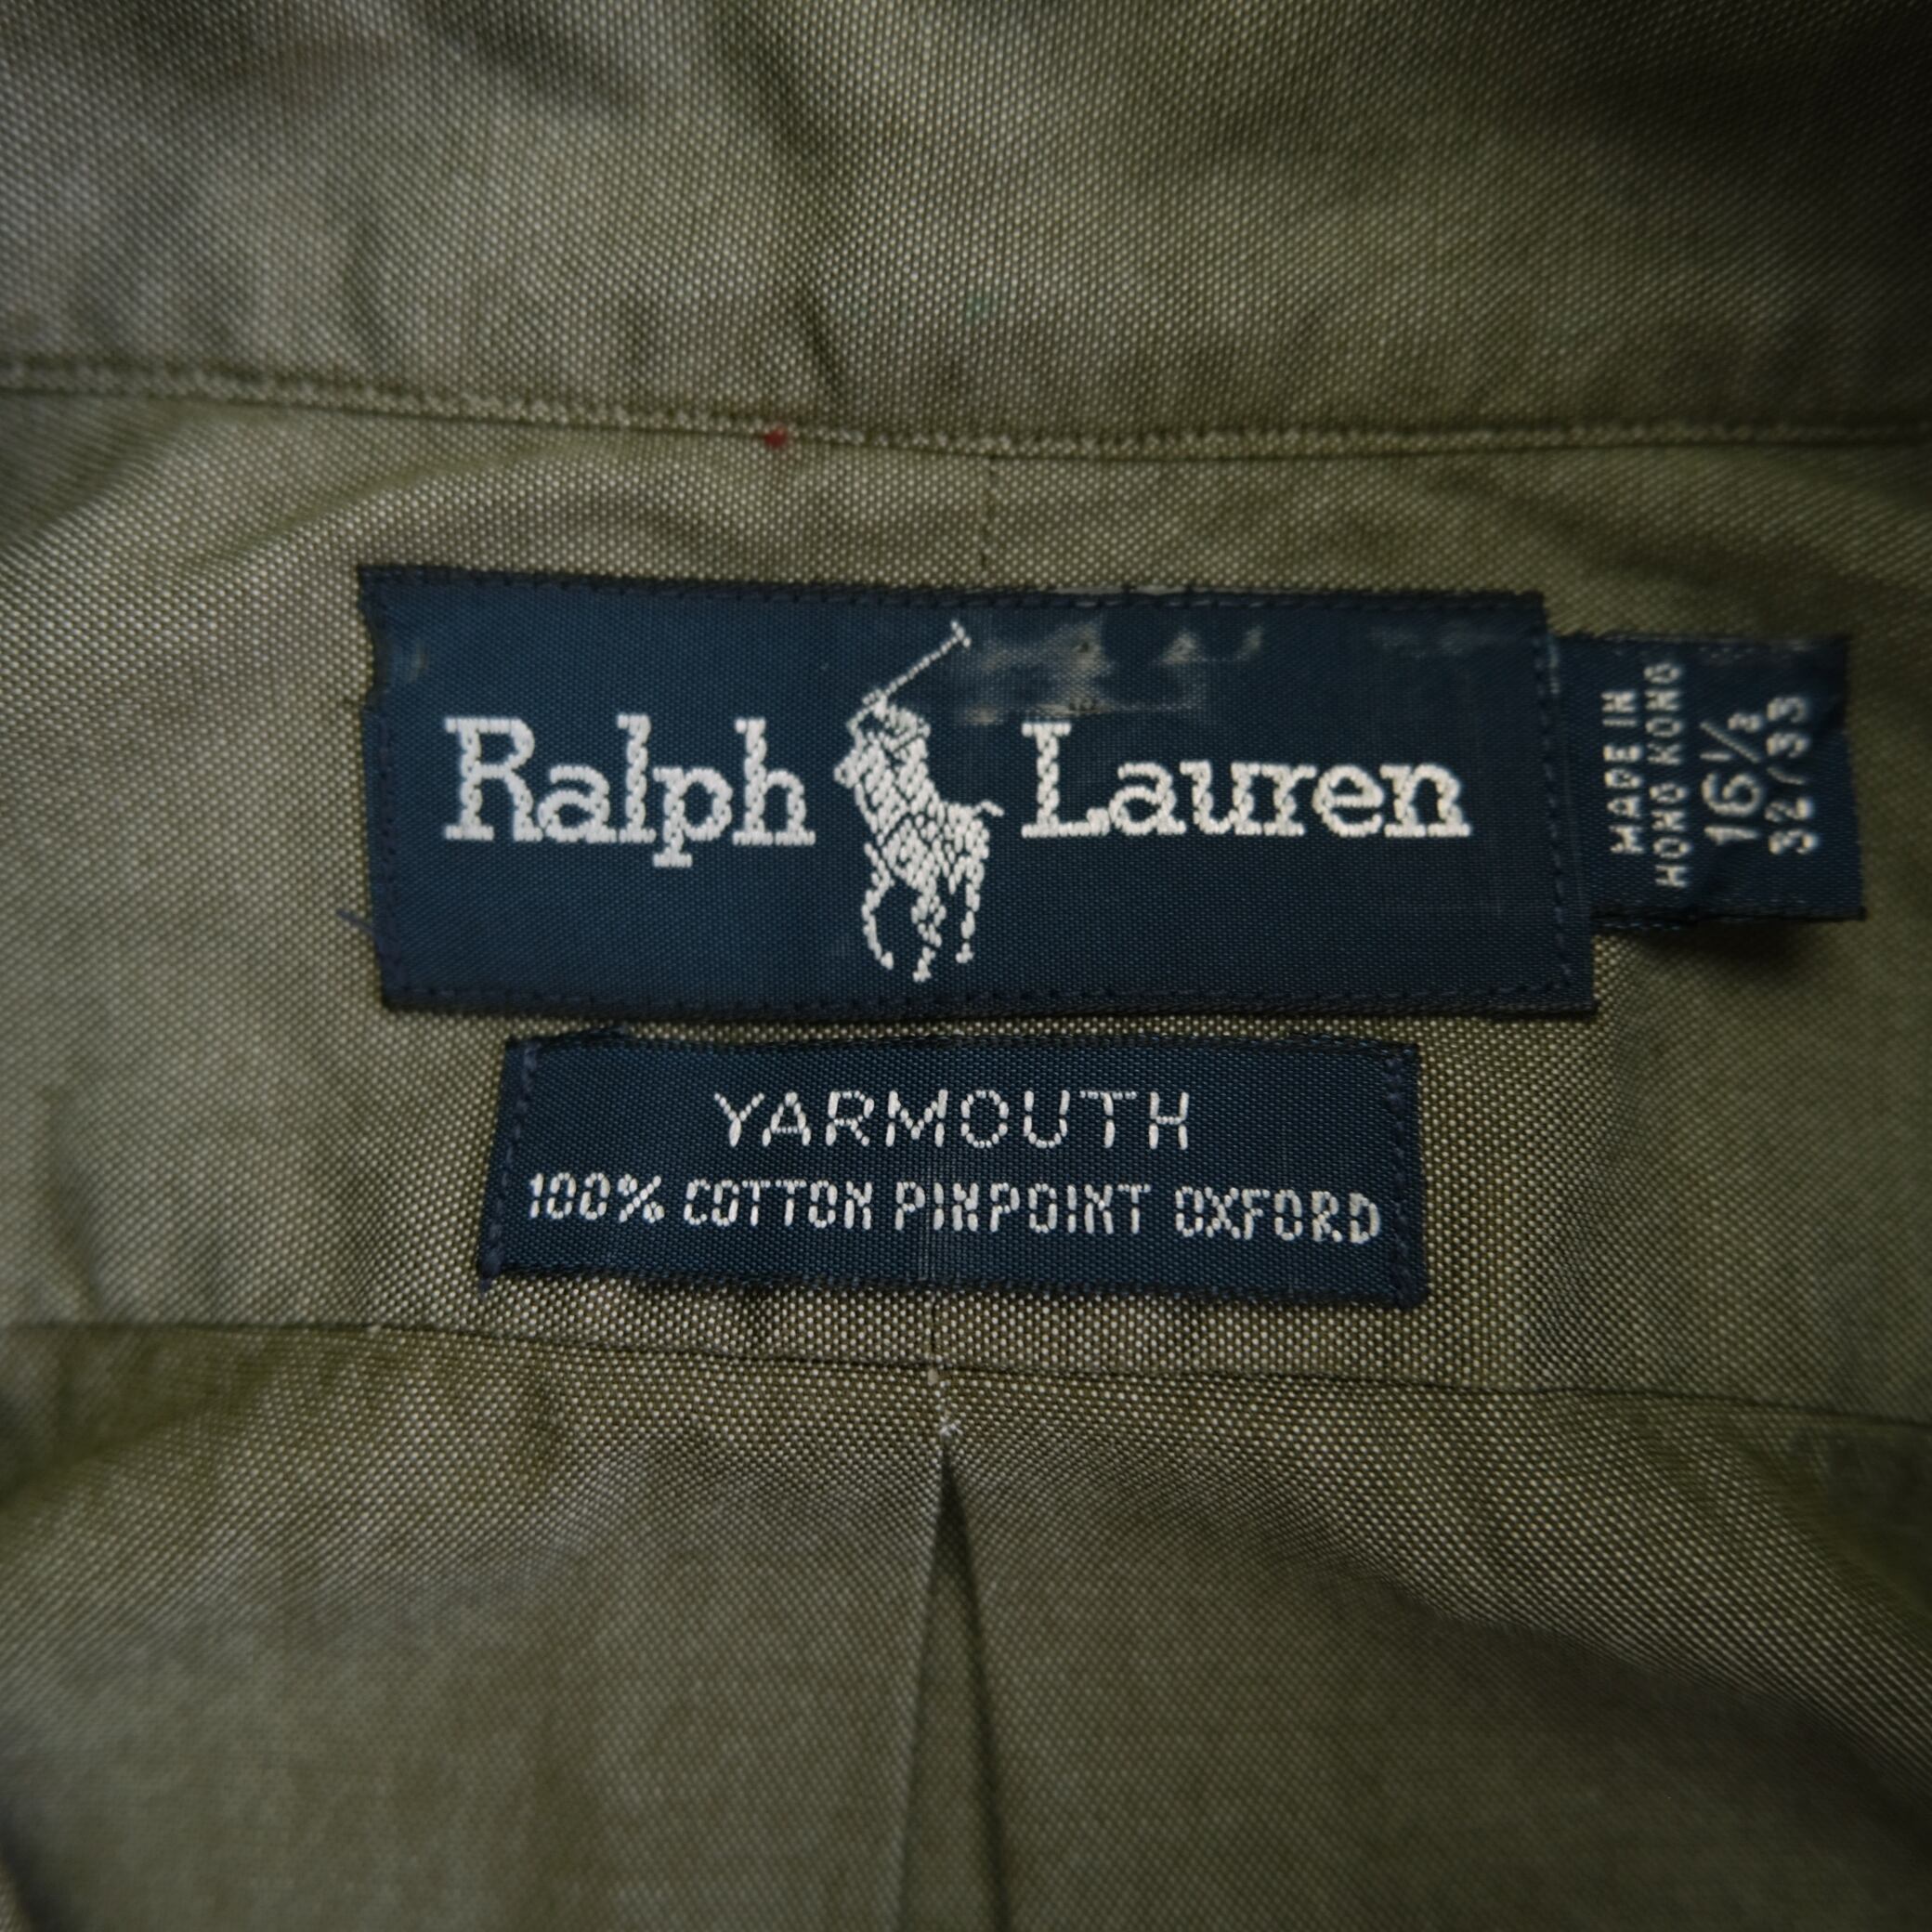 Ralph Lauren
MADE IN
HONG KONG
16½
32/33
YARMOUTH
100% COTTON PINPOINT OXFORD